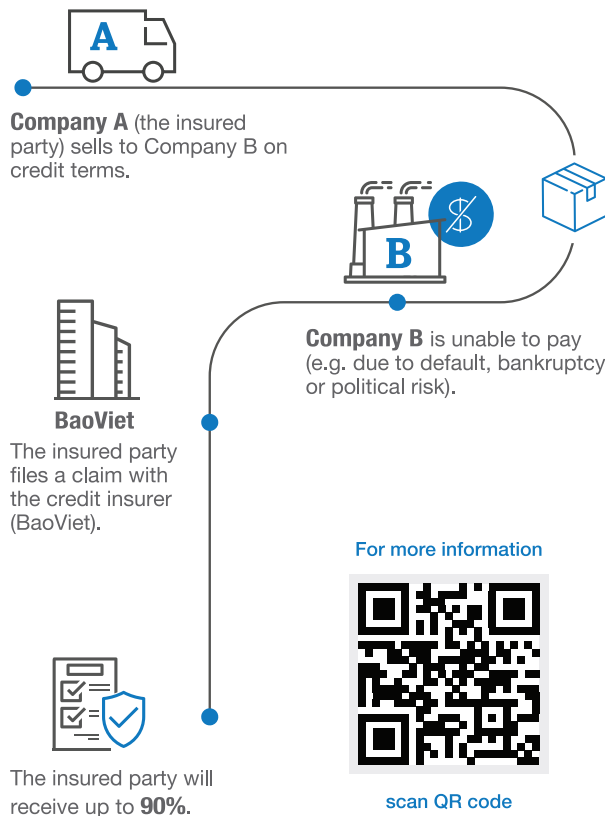 A
Company A (the insured
party) sells to Company B on
credit terms.
$
B
Company B is unable to pay
(e.g. due to default, bankruptcy
or political risk).
BaoViet
The insured party
files a claim with
the credit insurer
(BaoViet).
For more information
scan QR code
The insured party will
receive up to 90%.